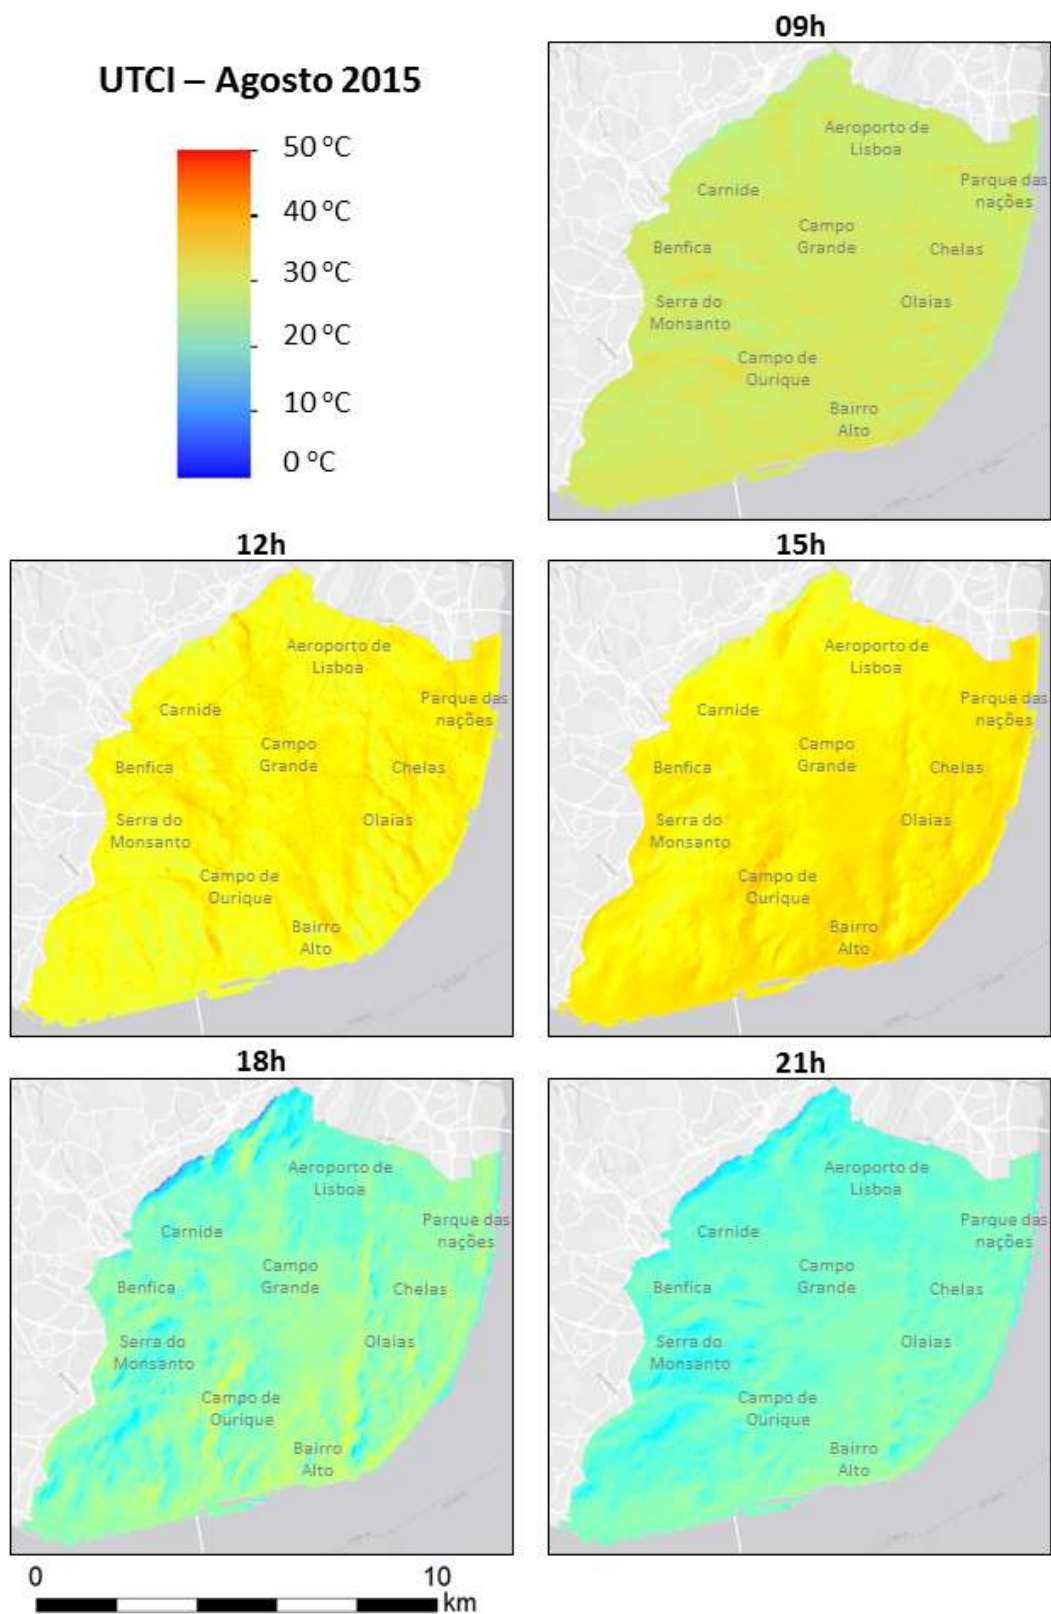 09h
UTCI – Agosto 2015
50 °C
40 °C
30 °C
20 °C
10 °C
0 °C
Aeroporto de
Lisboa
Carnide
Parque das
nações
Campo
Grande
Benfica
Chelas
Serra do
Monsanto
Olaias
Campo de
Ourique
Bairro
Alto
12h
Aeroporto de
Lisboa
Carnide
Parque das
nações
Campo
Grande
Benfica
Chelas
Serra do
Monsanto
Olaias
Campo de
Ourique
Bairro
Alto
15h
Aeroporto de
Lisboa
Carnide
Parque das
nações
Campo
Grande
Benfica
Chelas
Serra do
Monsanto
Olaias
Campo de
Ourique
Bairro
Alto
18h
Aeroporto de
Lisboa
Carnide
Parque das
nações
Campo
Grande
Benfica
Chelas
Serra do
Monsanto
Olaias
Campo de
Ourique
Bairro
Alto
21h
Aeroporto de
Lisboa
Carnide
Parque das
nações
Campo
Grande
Benfica
Chelas
Serra do
Monsanto
Olaias
Campo de
Ourique
Bairro
Alto
0 10
km